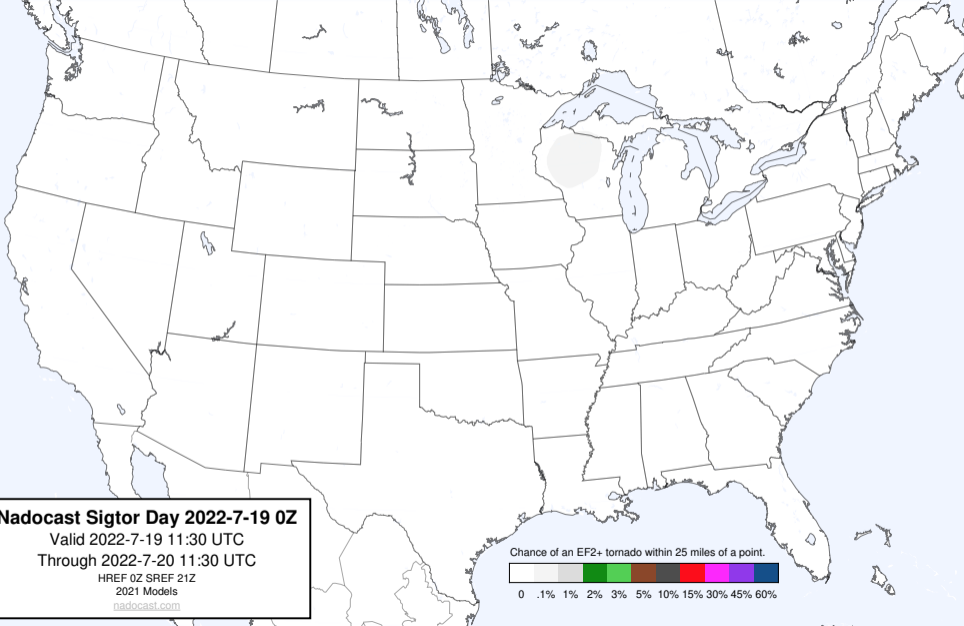 Nadocast Sigtor Day 2022-7-19 0Z
Valid 2022-7-19 11:30 UTC
Through 2022-7-20 11:30 UTC
HREF 0Z SREF 21Z
2021 Models
nadocast.com
Chance of an EF2+ tornado within 25 miles of a point.
0 .1% 1% 2% 3% 5% 10% 15% 30% 45% 60%